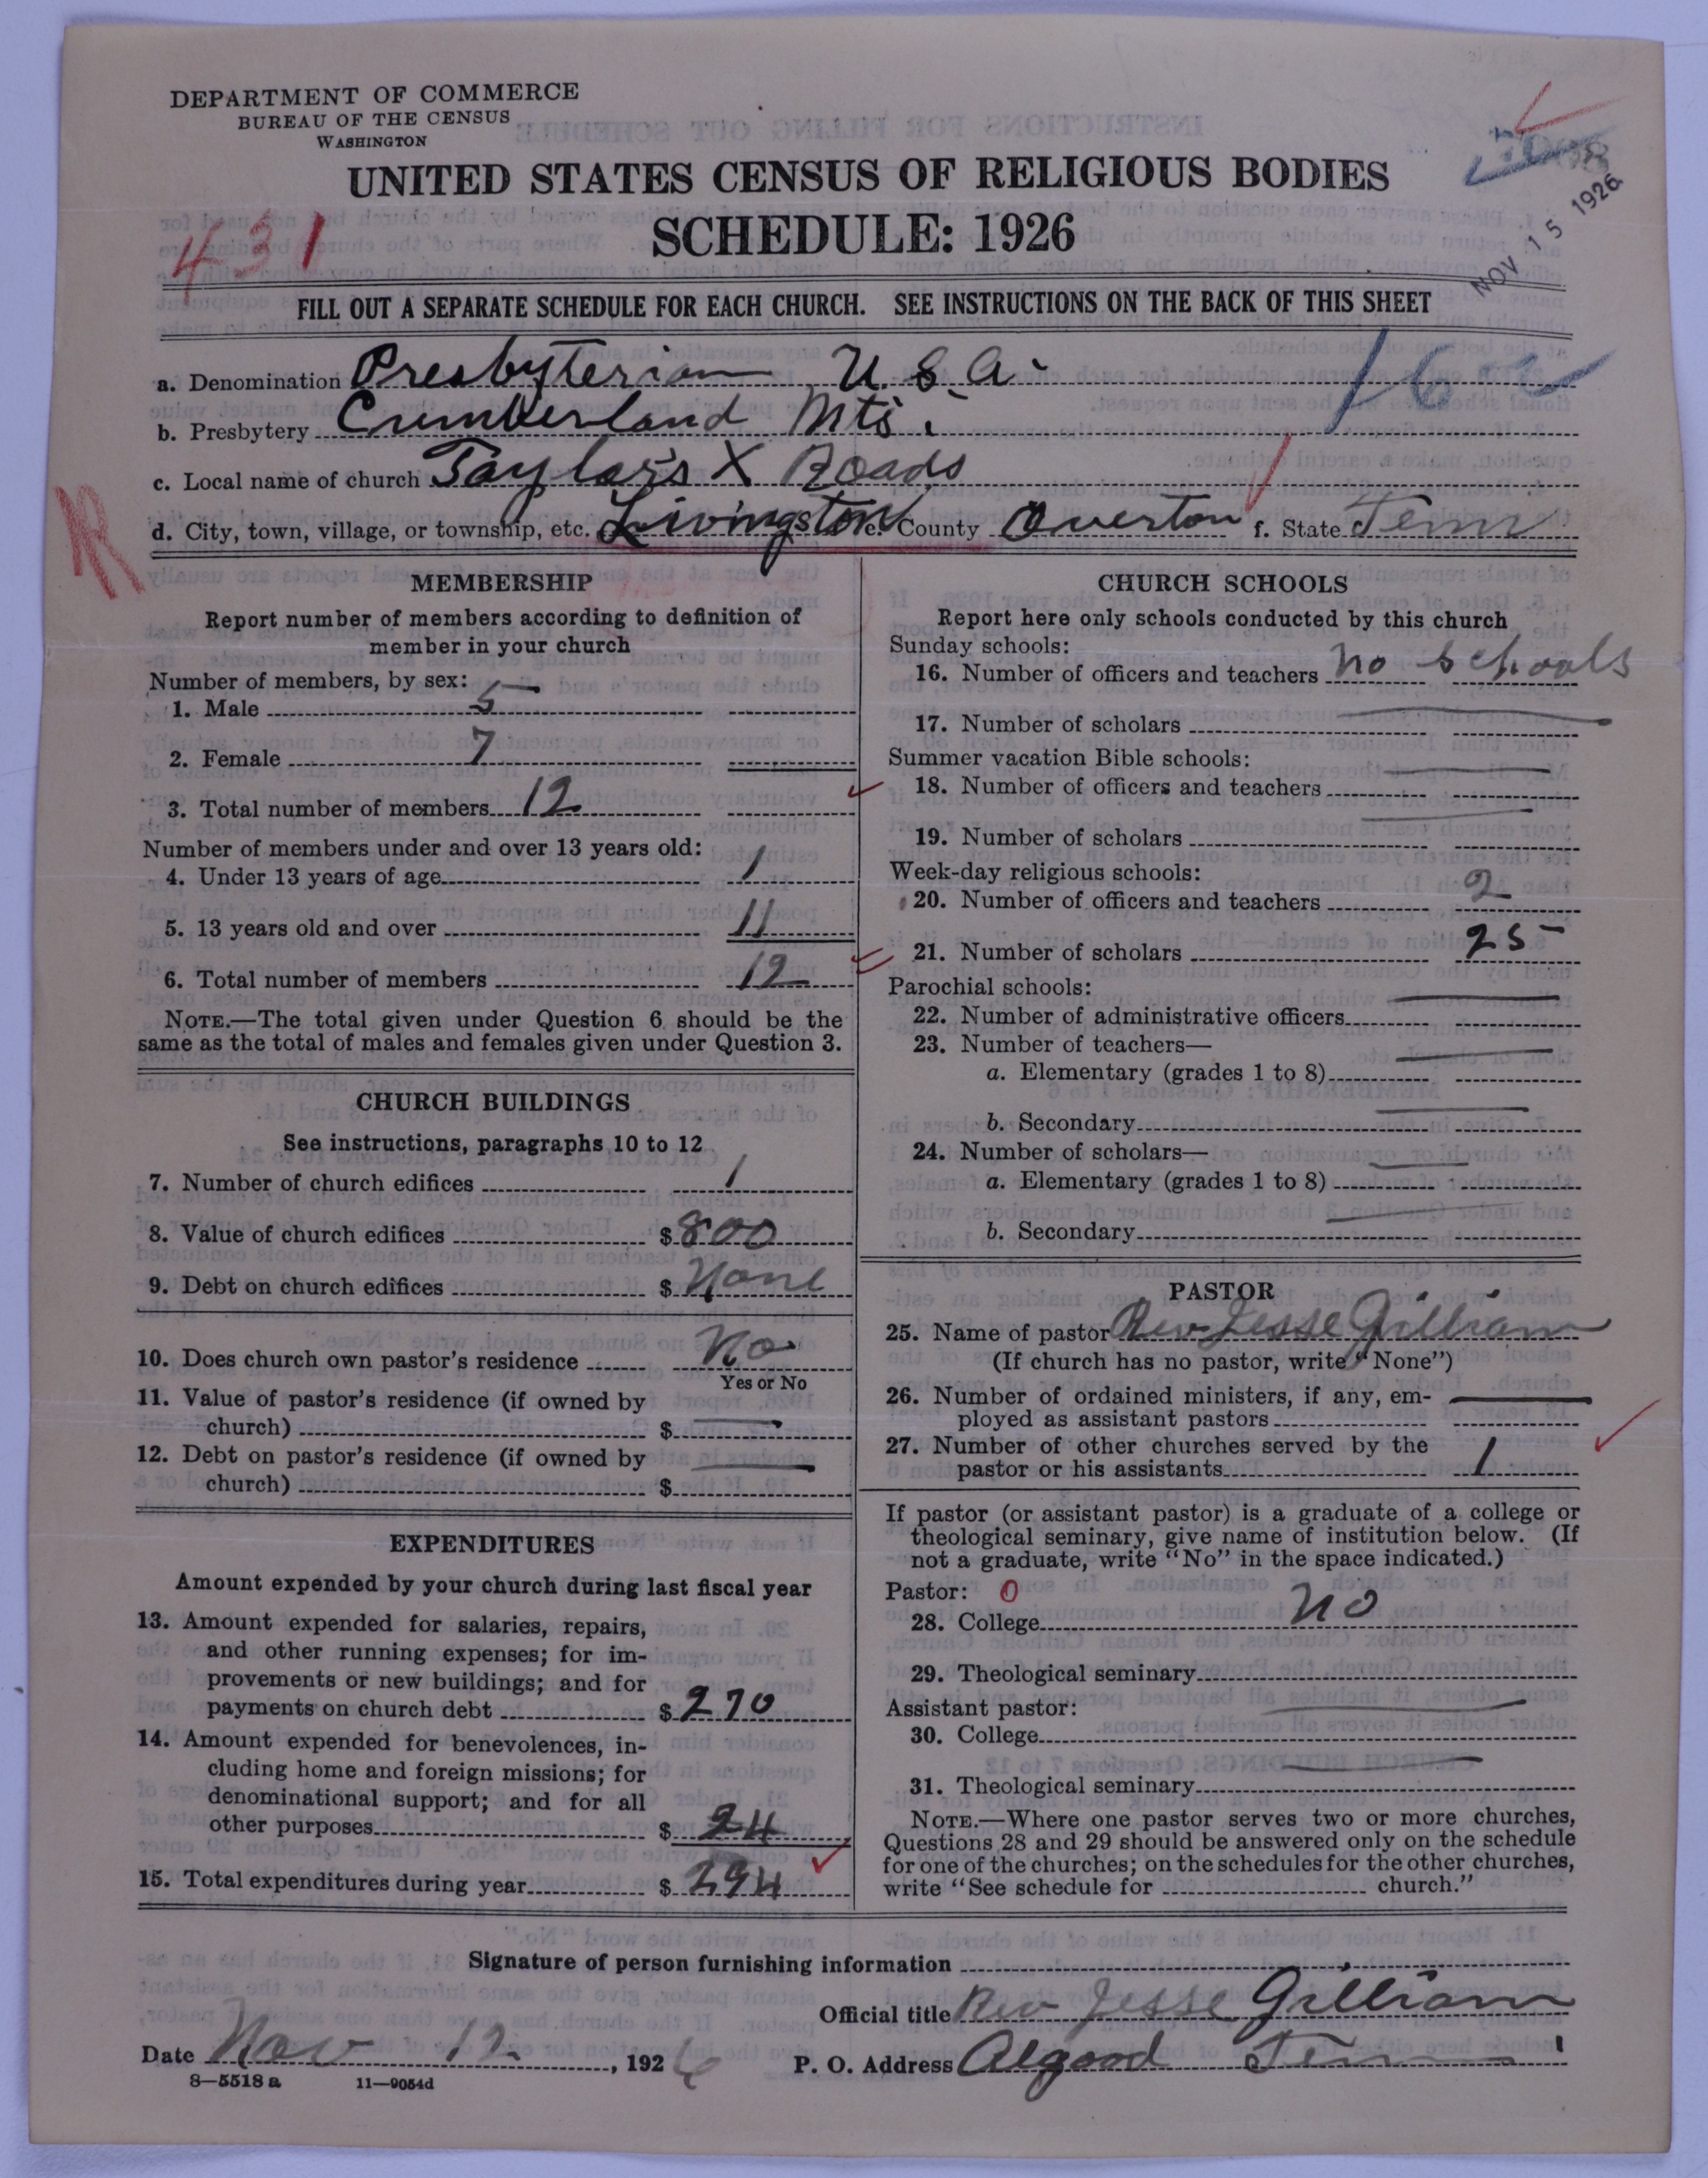 DEPARTMENT OF COMMERCE
BUREAU OF THE CENSUS
WASHINGTON
UNITED STATES CENSUS OF RELIGIOUS BODIES
SCHEDULE: 1926
431
NOV 15 1926
FILL OUT A SEPARATE SCHEDULE FOR EACH CHURCH. SEE INSTRUCTIONS ON THE BACK OF THIS SHEET
a. Denomination Presbyterian U.S.A.
b. Presbytery Cumberland Mts.
c. Local name of church Taylors X Roads
d. City, town, village, or township, etc. Livingston e. County Overton f. State Tenn
MEMBERSHIP
Report number of members according to definition of
member in your church
Number of members, by sex:
1. Male 5
2. Female 7
3. Total number of members 12
Number of members under and over 13 years old:
4. Under 13 years of age 1
5. 13 years old and over 11
6. Total number of members 12
NOTE.—The total given under Question 6 should be the
same as the total of males and females given under Question 3.
CHURCH BUILDINGS
See instructions, paragraphs 10 to 12
7. Number of church edifices 1
8. Value of church edifices $ 800
9. Debt on church edifices $ None
10. Does church own pastor's residence No
Yes or No
11. Value of pastor's residence (if owned by
church) $ —
12. Debt on pastor's residence (if owned by
church) $ —
EXPENDITURES
Amount expended by your church during last fiscal year
13. Amount expended for salaries, repairs,
and other running expenses; for im-
provements or new buildings; and for
payments on church debt $ 270
14. Amount expended for benevolences, in-
cluding home and foreign missions; for
denominational support; and for all
other purposes $ 24
15. Total expenditures during year $ 294
CHURCH SCHOOLS
Report here only schools conducted by this church
Sunday schools:
16. Number of officers and teachers no schools
17. Number of scholars —
Summer vacation Bible schools:
18. Number of officers and teachers —
19. Number of scholars —
Week-day religious schools:
20. Number of officers and teachers 2
21. Number of scholars 25
Parochial schools:
22. Number of administrative officers —
23. Number of teachers—
a. Elementary (grades 1 to 8) —
b. Secondary —
24. Number of scholars—
a. Elementary (grades 1 to 8) —
b. Secondary —
PASTOR
25. Name of pastor Rev Jesse Gilliam
(If church has no pastor, write "None")
26. Number of ordained ministers, if any, em-
ployed as assistant pastors —
27. Number of other churches served by the
pastor or his assistants 1
If pastor (or assistant pastor) is a graduate of a college or
theological seminary, give name of institution below. (If
not a graduate, write "No" in the space indicated.)
Pastor: 0
28. College no
29. Theological seminary
Assistant pastor:
30. College —
31. Theological seminary —
NOTE.—Where one pastor serves two or more churches,
Questions 28 and 29 should be answered only on the schedule
for one of the churches; on the schedules for the other churches,
write "See schedule for church."
Signature of person furnishing information
Official title Rev Jesse Gilliam
Date Nov 12, 1926 P. O. Address Algood Tenn
8—5518 a 11—9054d